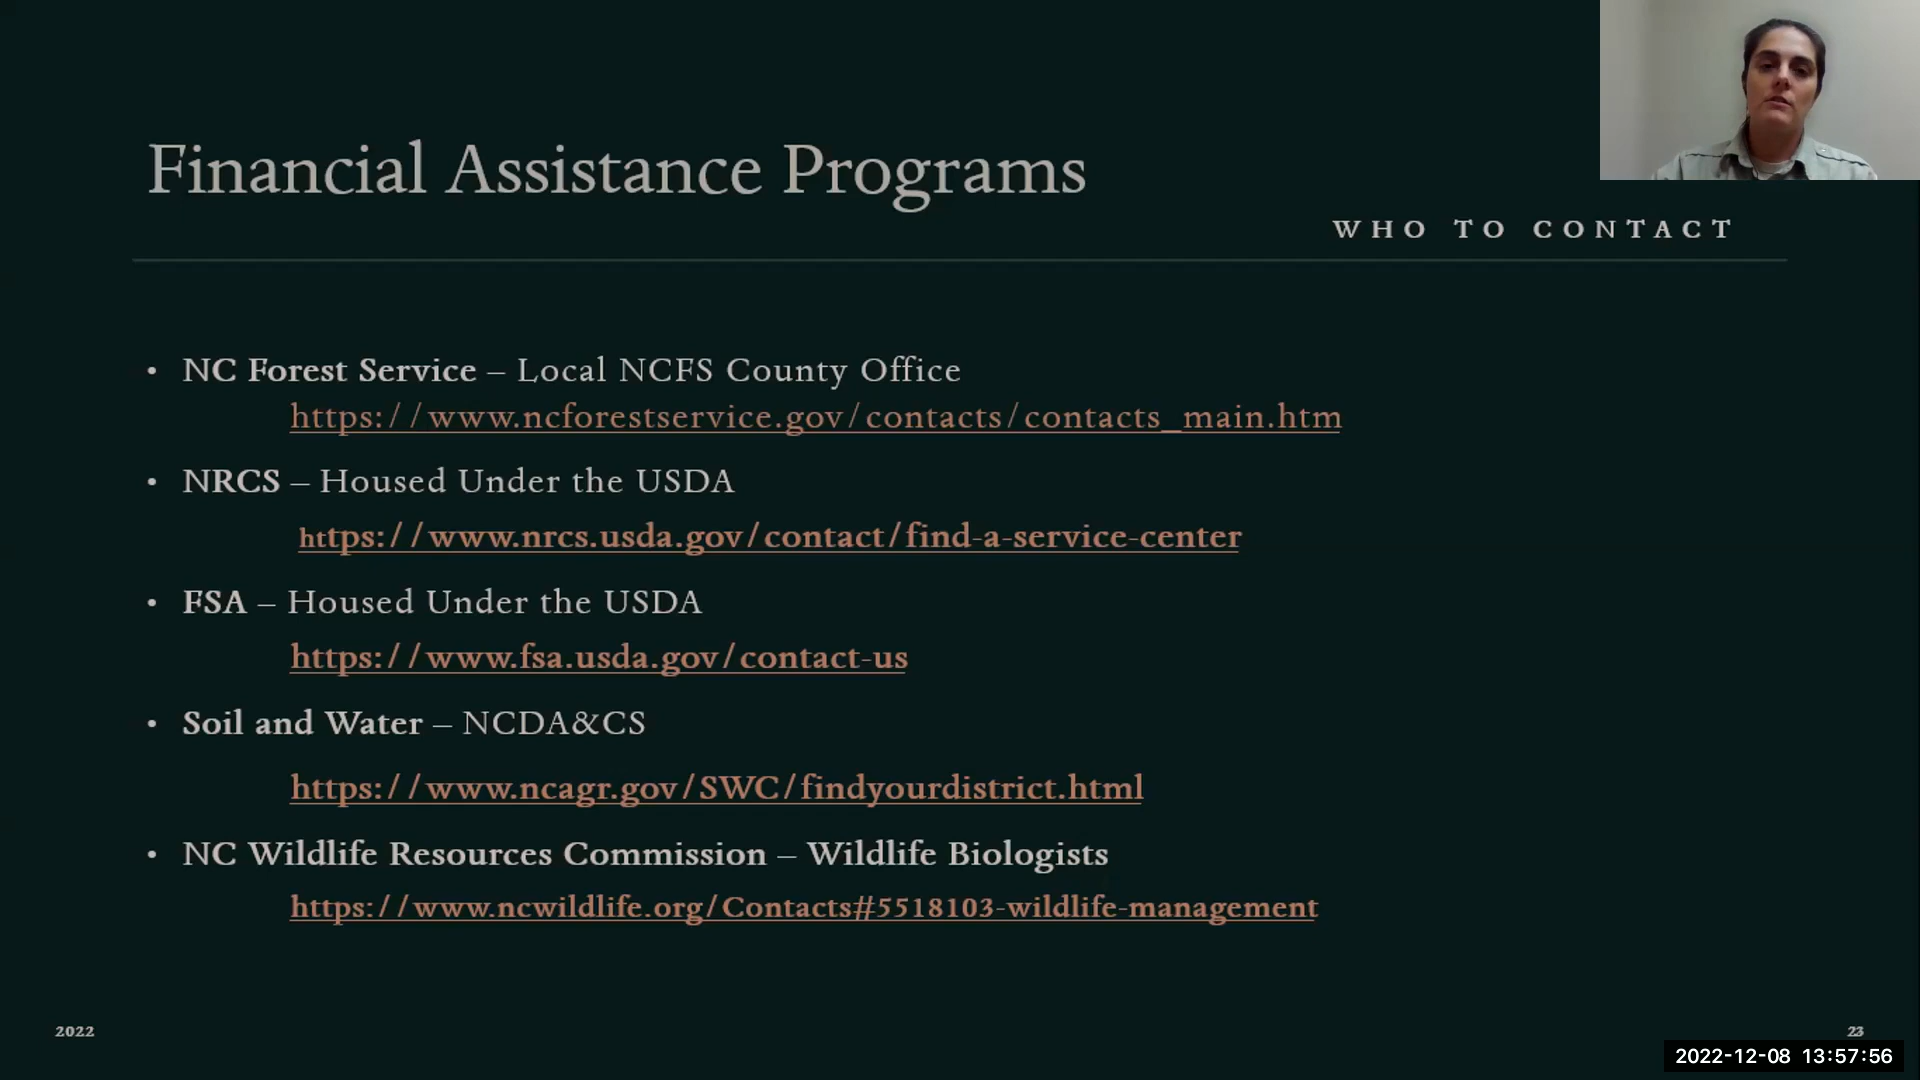 Financial Assistance Programs
WHO TO CONTACT
• NC Forest Service – Local NCFS County Office
https://www.ncforestservice.gov/contacts/contacts_main.htm
• NRCS – Housed Under the USDA
https://www.nrcs.usda.gov/contact/find-a-service-center
• FSA – Housed Under the USDA
https://www.fsa.usda.gov/contact-us
• Soil and Water – NCDA&CS
https://www.ncagr.gov/SWC/findyourdistrict.html
• NC Wildlife Resources Commission – Wildlife Biologists
https://www.ncwildlife.org/Contacts#5518103-wildlife-management
2022
23
2022-12-08 13:57:56